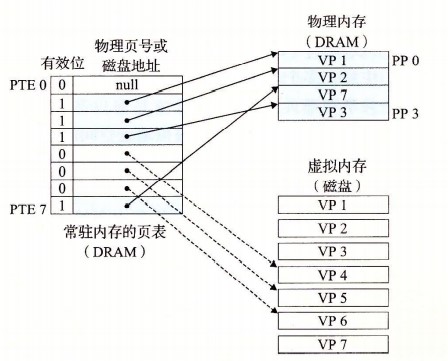 物理页号或
有效位 磁盘地址
PTE 0 0 null
1
1
1
0
0
0
PTE 7 1
常驻内存的页表
（DRAM）
物理内存
（DRAM）
VP 1 PP 0
VP 2
VP 7
VP 3 PP 3
虚拟内存
（磁盘）
VP 1
VP 2
VP 3
VP 4
VP 5
VP 6
VP 7